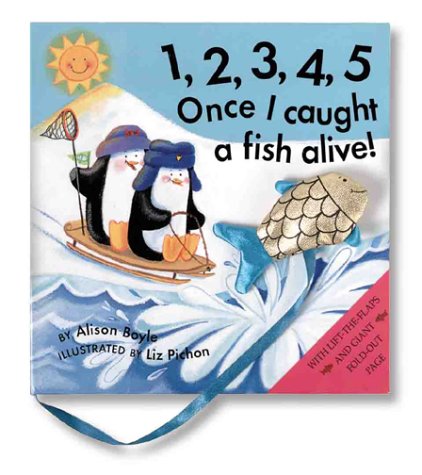 1, 2, 3, 4, 5
Once I caught
a fish alive!
BY Alison Boyle
ILLUSTRATED BY Liz Pichon
WITH LIFT-THE-FLAPS
AND GIANT
FOLD-OUT
PAGE